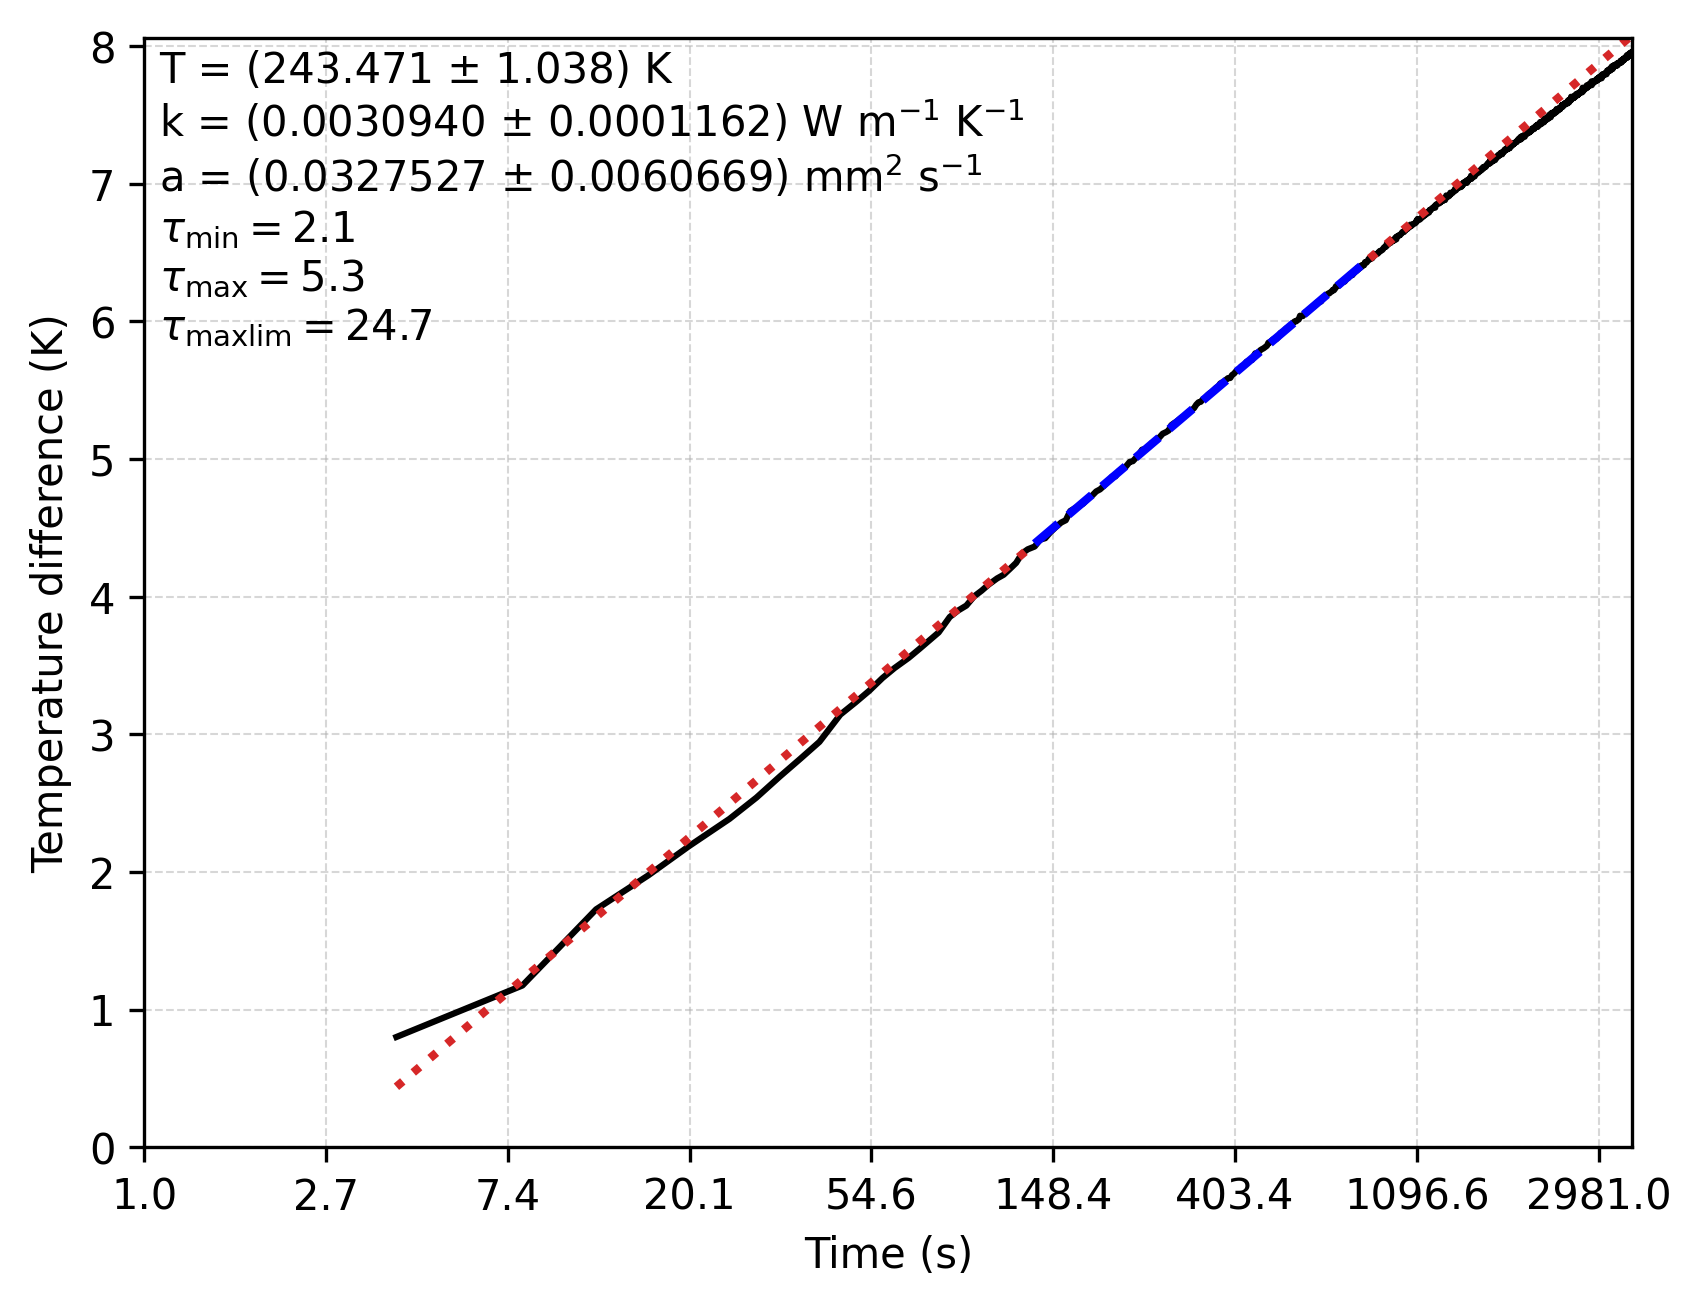 T = (243.471 ± 1.038) K
k = (0.0030940 ± 0.0001162) W m⁻¹ K⁻¹
a = (0.0327527 ± 0.0060669) mm² s⁻¹
τmin = 2.1
τmax = 5.3
τmaxlim = 24.7
Temperature difference (K)
8
7
6
5
4
3
2
1
0
1.0 2.7 7.4 20.1 54.6 148.4 403.4 1096.6 2981.0
Time (s)